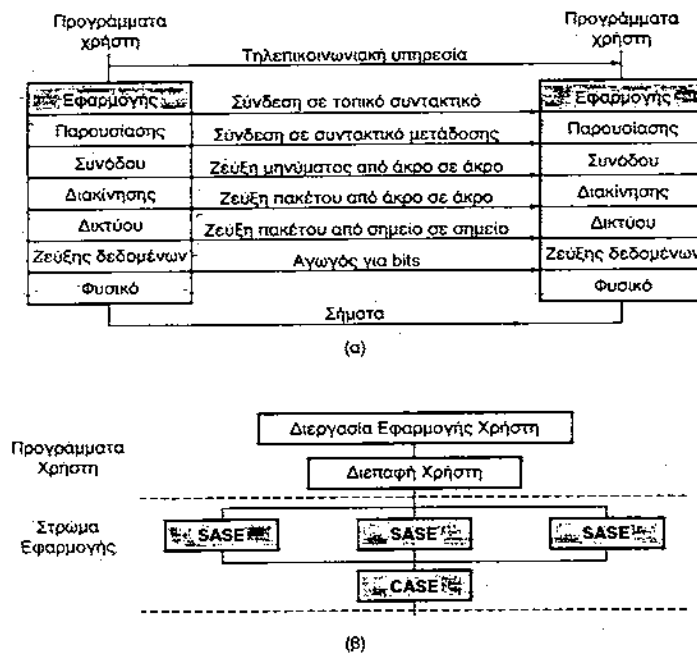 Προγράμματα
χρήστη
Προγράμματα
χρήστη
Τηλεπικοινωνιακή υπηρεσία
Εφαρμογής
Σύνδεση σε τοπικό συντακτικό
Εφαρμογής
Παρουσίασης
Σύνδεση σε συντακτικό μετάδοσης
Παρουσίασης
Συνόδου
Ζεύξη μηνύματος από άκρο σε άκρο
Συνόδου
Διακίνησης
Ζεύξη πακέτου από άκρο σε άκρο
Διακίνησης
Δικτύου
Ζεύξη πακέτου από σημείο σε σημείο
Δικτύου
Ζεύξης δεδομένων
Αγωγός για bits
Ζεύξης δεδομένων
Φυσικό
Φυσικό
Σήματα
(α)
Διεργασία Εφαρμογής Χρήστη
Προγράμματα
Χρήστη
Διεπαφή Χρήστη
Στρώμα
Εφαρμογής
SASE
SASE
SASE
CASE
(β)